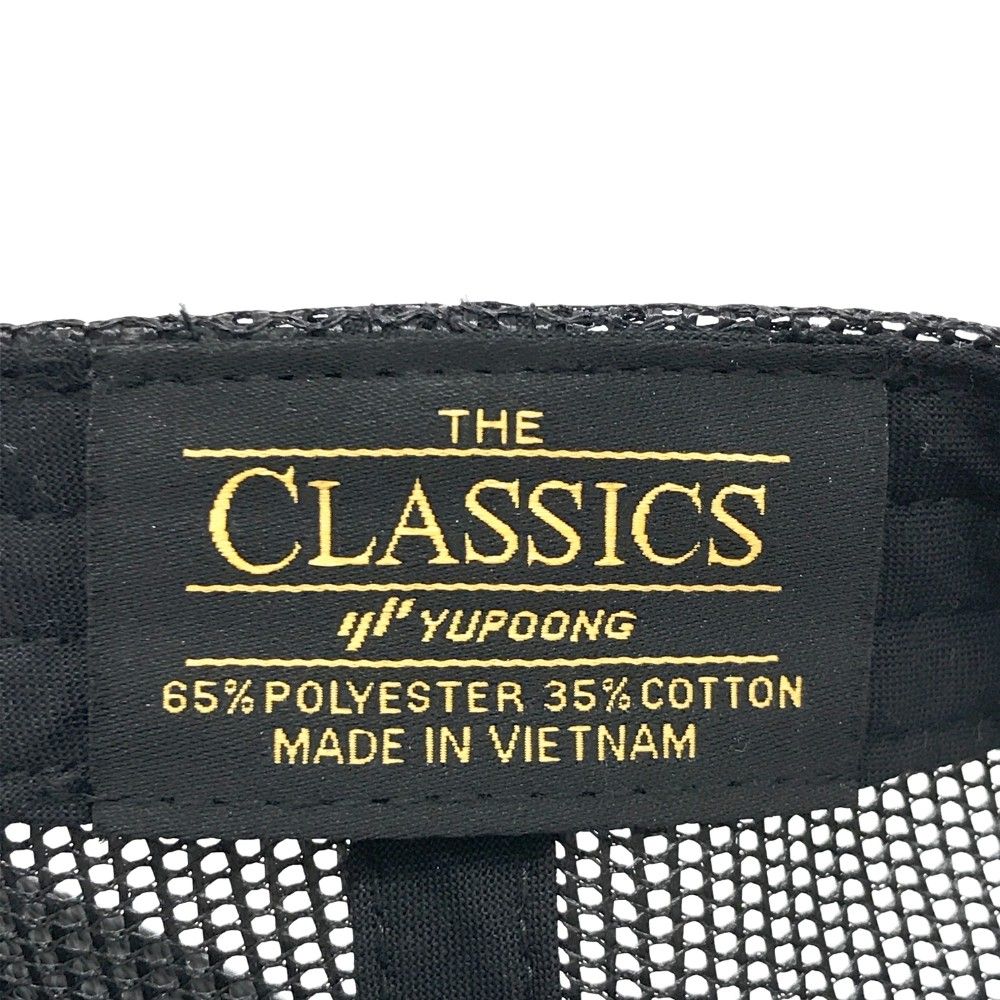 THE
CLASSICS
YUPOONG
65% POLYESTER 35% COTTON
MADE IN VIETNAM